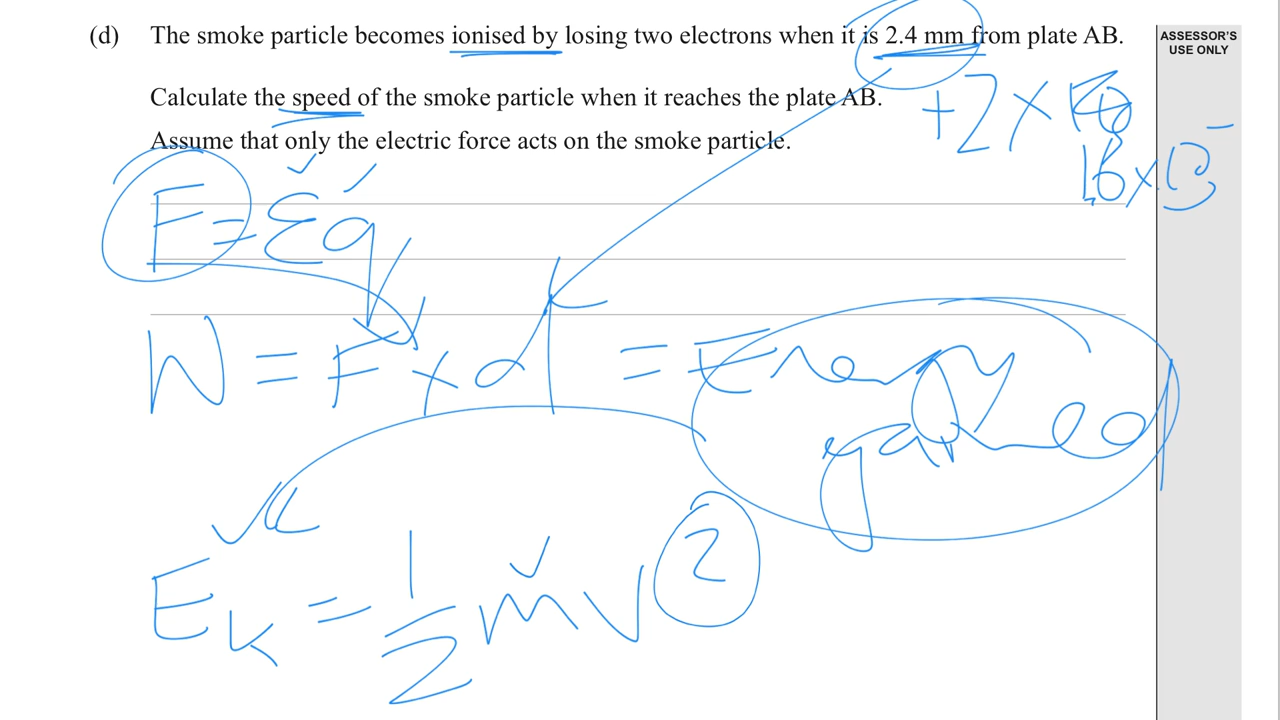 (d) The smoke particle becomes ionised by losing two electrons when it is 2.4 mm from plate AB.
ASSESSOR'S
USE ONLY
Calculate the speed of the smoke particle when it reaches the plate AB.
Assume that only the electric force acts on the smoke particle.
+2 ×
1.6 × 10
F = Eq
W = F × d = Energy
gained
Ek = 1/2 mv²